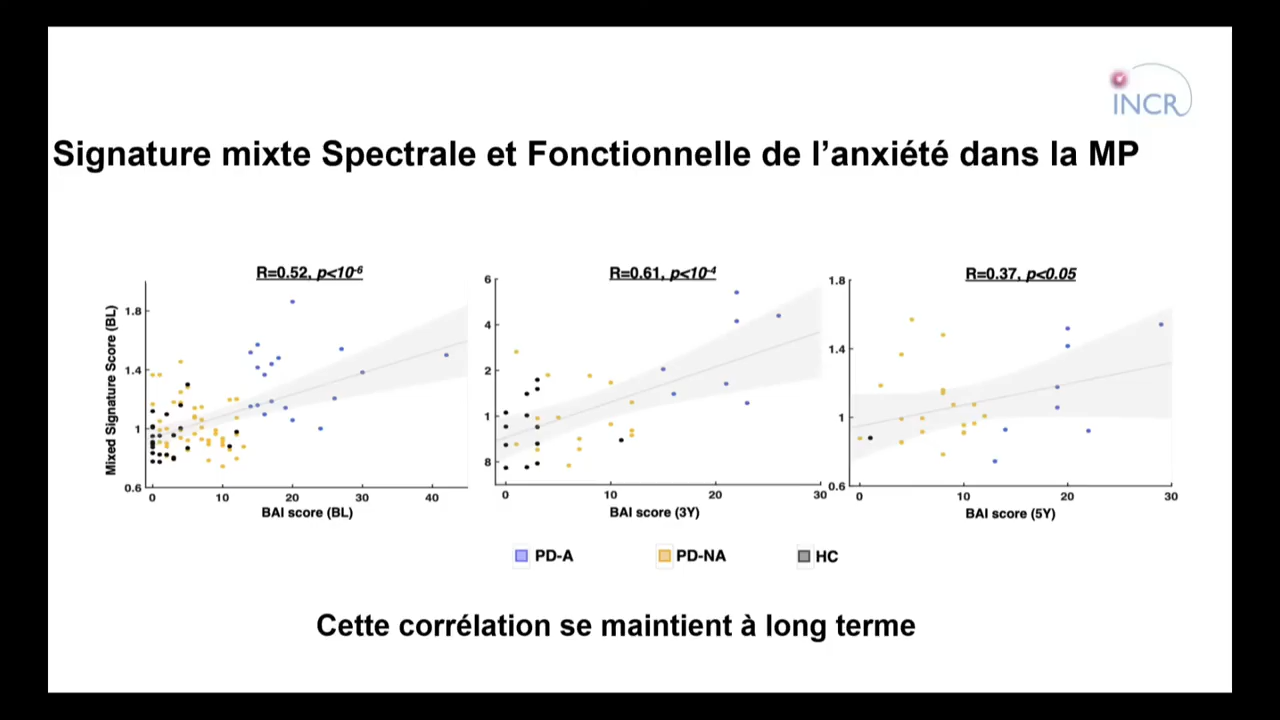 INCR
Signature mixte Spectrale et Fonctionnelle de l’anxiété dans la MP
R=0.52, p<10-6
Mixed Signature Score (BL)
1.8
1.4
1
0.6
0
10
20
30
40
BAI score (BL)
R=0.61, p<10-4
6
4
2
1
8
0
10
20
30
BAI score (3Y)
R=0.37, p<0.05
1.8
1.4
1
0.6
0
10
20
30
BAI score (5Y)
PD-A PD-NA HC
Cette corrélation se maintient à long terme